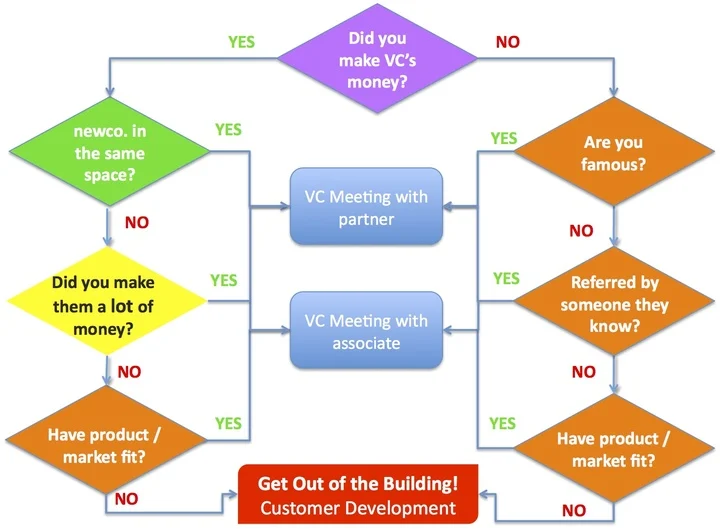 Did you
make VC's
money?
YES
NO
newco. in
the same
space?
YES
YES
Are you
famous?
VC Meeting with
partner
NO
NO
Did you make
them a lot of
money?
YES
YES
Referred by
someone they
know?
VC Meeting with
associate
NO
NO
Have product /
market fit?
YES
YES
Have product /
market fit?
NO
Get Out of the Building!
Customer Development
NO